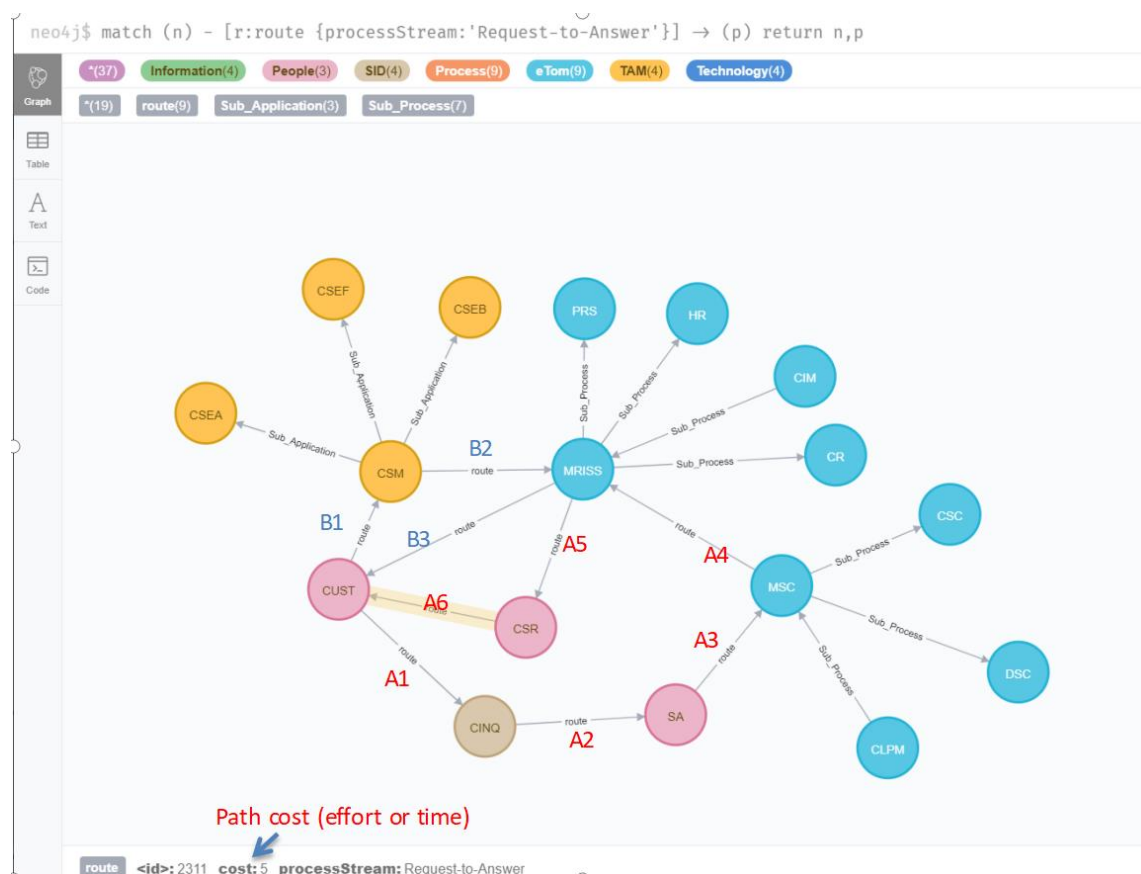 neo4j$ match (n) - [r:route {processStream:'Request-to-Answer'}] → (p) return n,p
*(37) Information(4) People(3) SID(4) Process(9) eTom(9) TAM(4) Technology(4)
Graph
*(19) route(9) Sub_Application(3) Sub_Process(7)
Table
Text
Code
CSEF
CSEB
PRS
HR
Sub_Application
Sub_Application
Sub_Process
Sub_Process
CIM
CSEA
Sub_Application
Sub_Process
CSM
B2
route
MRISS
Sub_Process
CR
B1
route
B3
route
A5
route
route
A4
CSC
Sub_Process
MSC
CUST
A6
route
CSR
A3
route
Sub_Process
Sub_Process
DSC
route
A1
CINQ
route
A2
SA
CLPM
Path cost (effort or time)
route <id>: 2311 cost: 5 processStream: Request-to-Answer